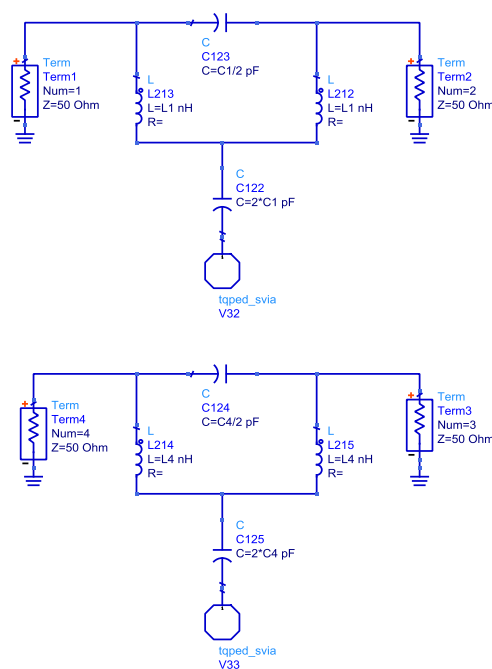 C
C123
C=C1/2 pF
Term
Term1
Num=1
Z=50 Ohm
L
L213
L=L1 nH
R=
L
L212
L=L1 nH
R=
Term
Term2
Num=2
Z=50 Ohm
C
C122
C=2*C1 pF
tqped_svia
V32
C
C124
C=C4/2 pF
Term
Term4
Num=4
Z=50 Ohm
L
L214
L=L4 nH
R=
L
L215
L=L4 nH
R=
Term
Term3
Num=3
Z=50 Ohm
C
C125
C=2*C4 pF
tqped_svia
V33